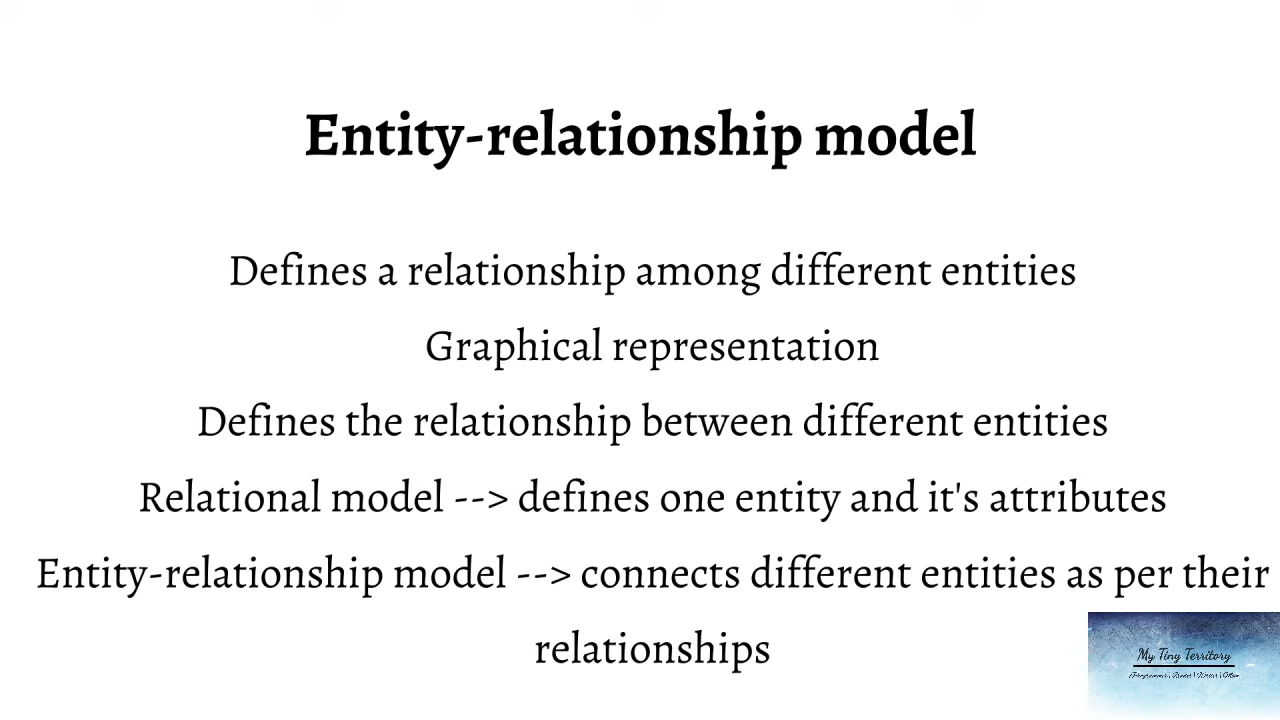 Entity-relationship model
Defines a relationship among different entities
Graphical representation
Defines the relationship between different entities
Relational model --> defines one entity and it's attributes
Entity-relationship model --> connects different entities as per their
relationships
My Tiny Territory